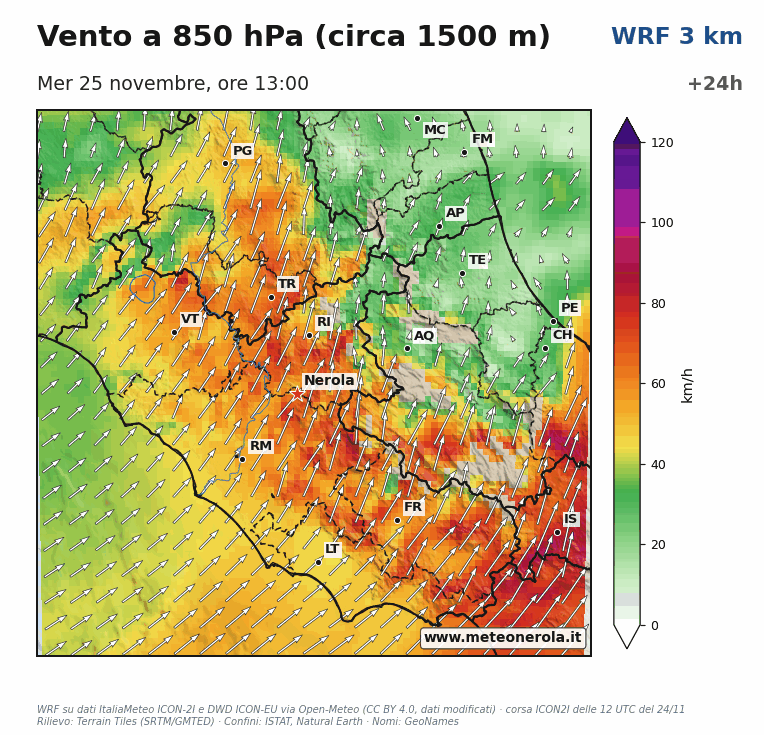 Vento a 850 hPa (circa 1500 m)
WRF 3 km
Mer 25 novembre, ore 13:00
+24h
MC
FM
PG
AP
TE
TR
PE
VT
RI
AQ
CH
Nerola
RM
FR
IS
LT
www.meteonerola.it
120
100
80
60
40
20
0
km/h
WRF su dati ItaliaMeteo ICON-2I e DWD ICON-EU via Open-Meteo (CC BY 4.0, dati modificati) · corsa ICON2I delle 12 UTC del 24/11
Rilievo: Terrain Tiles (SRTM/GMTED) · Confini: ISTAT, Natural Earth · Nomi: GeoNames